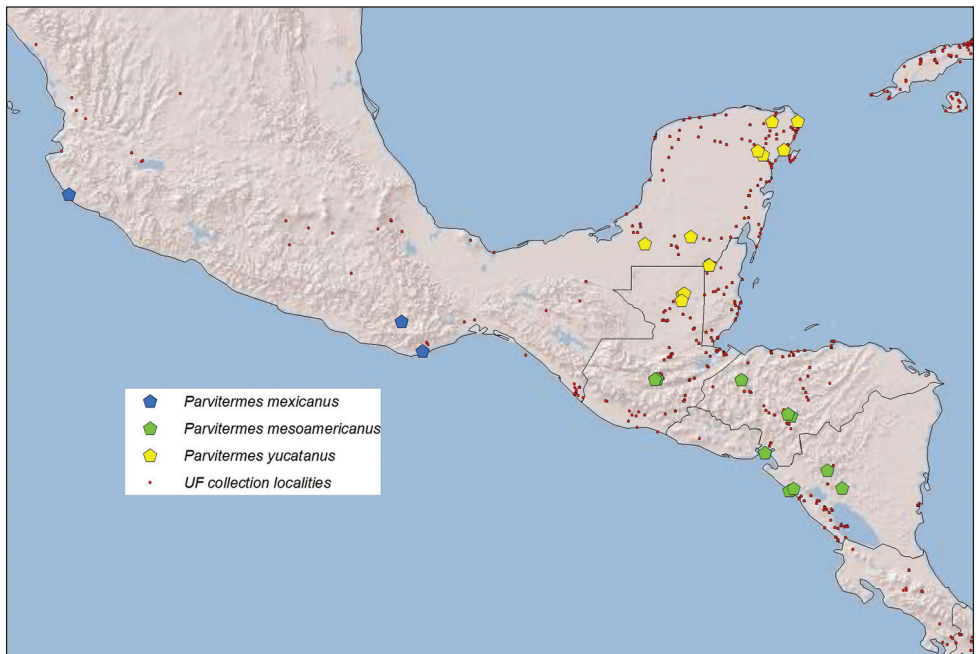 Parvitermes mexicanus
Parvitermes mesoamericanus
Parvitermes yucatanus
UF collection localities